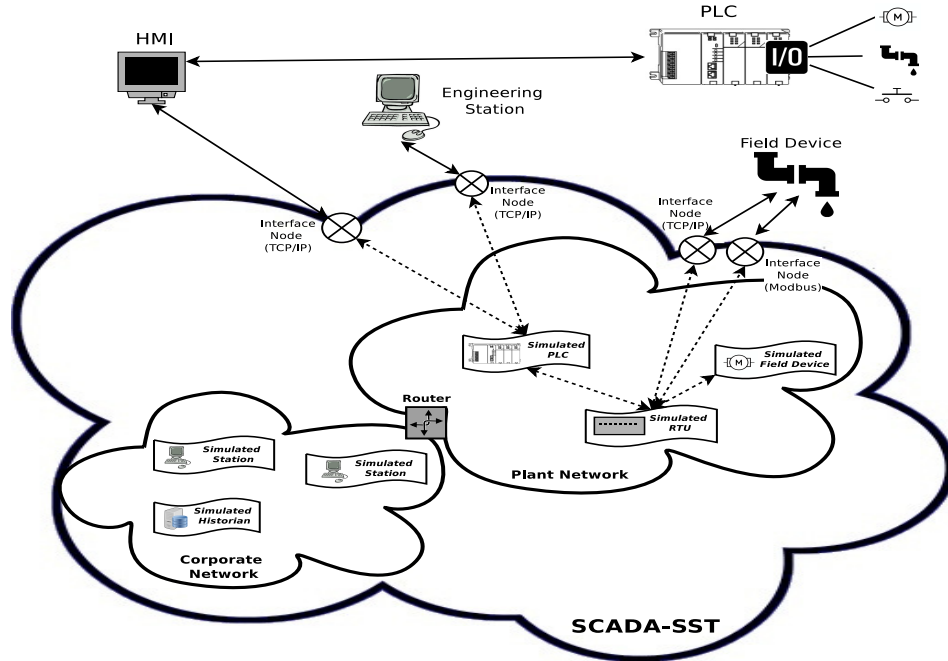 PLC
HMI
M
I/O
Engineering
Station
Field Device
Interface
Node
(TCP/IP)
Interface
Node
(TCP/IP)
Interface
Node
(TCP/IP)
Interface
Node
(Modbus)
Simulated
PLC
M
Simulated
Field Device
Router
Simulated
RTU
Simulated
Station
Simulated
Station
Plant Network
Simulated
Historian
Corporate
Network
SCADA-SST